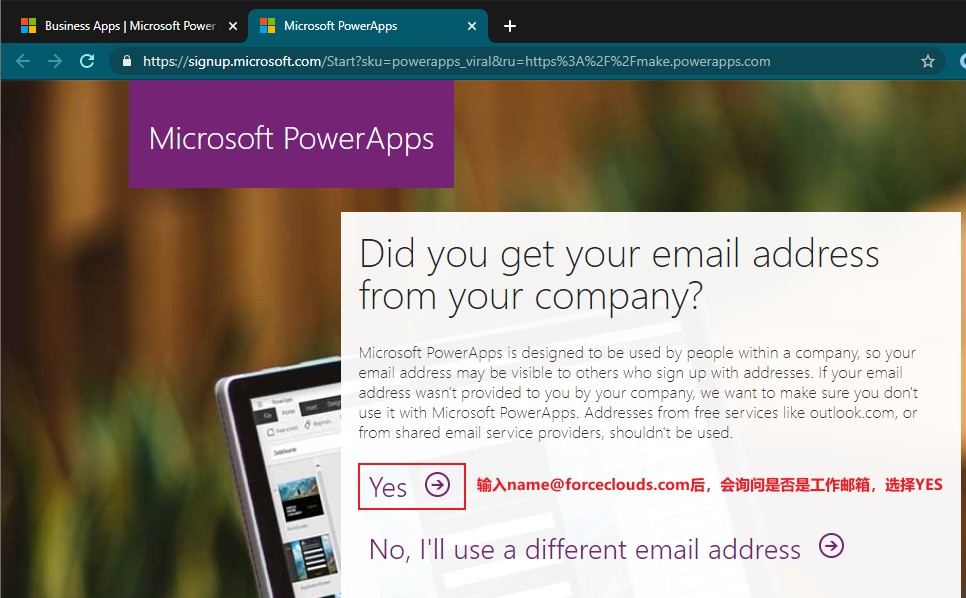 Business Apps | Microsoft Power
Microsoft PowerApps
https://signup.microsoft.com/Start?sku=powerapps_viral&ru=https%3A%2F%2Fmake.powerapps.com
Microsoft PowerApps
Did you get your email address
from your company?
Microsoft PowerApps is designed to be used by people within a company, so your
email address may be visible to others who sign up with addresses. If your email
address wasn't provided to you by your company, we want to make sure you don't
use it with Microsoft PowerApps. Addresses from free services like outlook.com, or
from shared email service providers, shouldn't be used.
Yes
输入name@forceclouds.com后，会询问是否是工作邮箱，选择YES
No, I'll use a different email address
PowerApps
File
Home
Insert